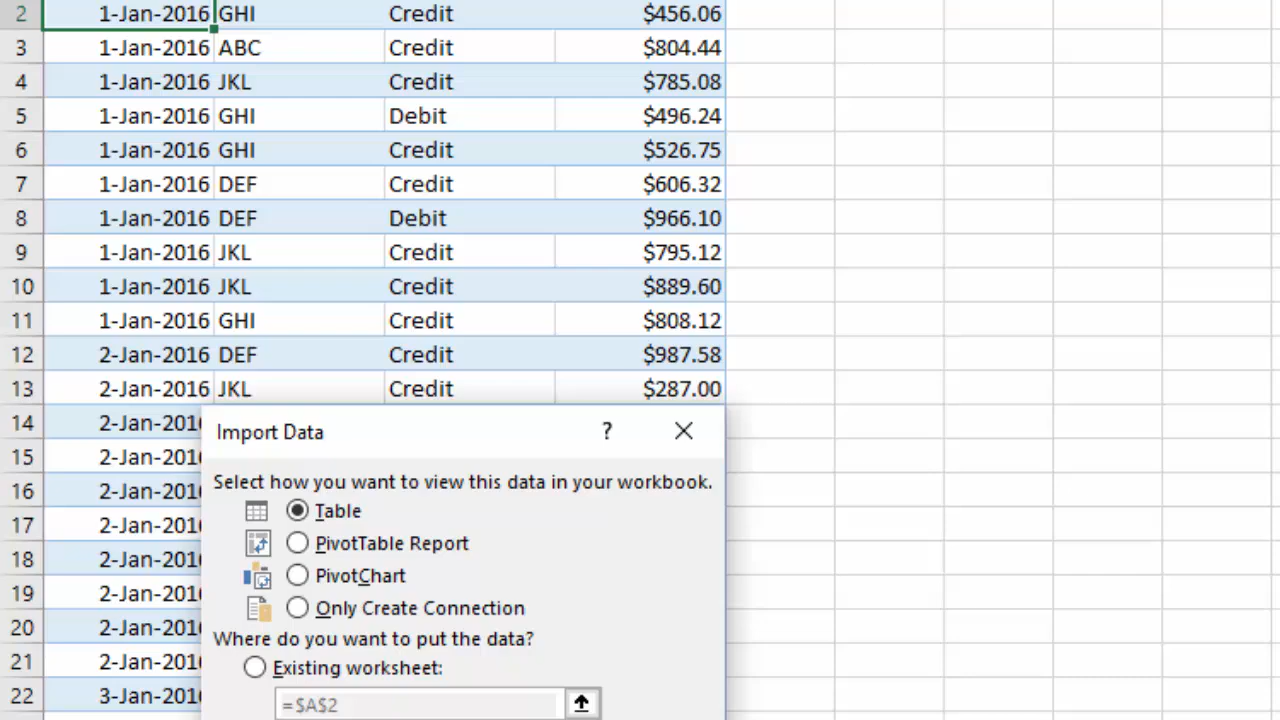 2 1-Jan-2016 GHI Credit $456.06
3 1-Jan-2016 ABC Credit $804.44
4 1-Jan-2016 JKL Credit $785.08
5 1-Jan-2016 GHI Debit $496.24
6 1-Jan-2016 GHI Credit $526.75
7 1-Jan-2016 DEF Credit $606.32
8 1-Jan-2016 DEF Debit $966.10
9 1-Jan-2016 JKL Credit $795.12
10 1-Jan-2016 JKL Credit $889.60
11 1-Jan-2016 GHI Credit $808.12
12 2-Jan-2016 DEF Credit $987.58
13 2-Jan-2016 JKL Credit $287.00
14 2-Jan-201
15 2-Jan-201
16 2-Jan-201
17 2-Jan-201
18 2-Jan-201
19 2-Jan-201
20 2-Jan-201
21 2-Jan-201
22 3-Jan-201
Import Data ?
Select how you want to view this data in your workbook.
Table
PivotTable Report
PivotChart
Only Create Connection
Where do you want to put the data?
Existing worksheet:
=$A$2